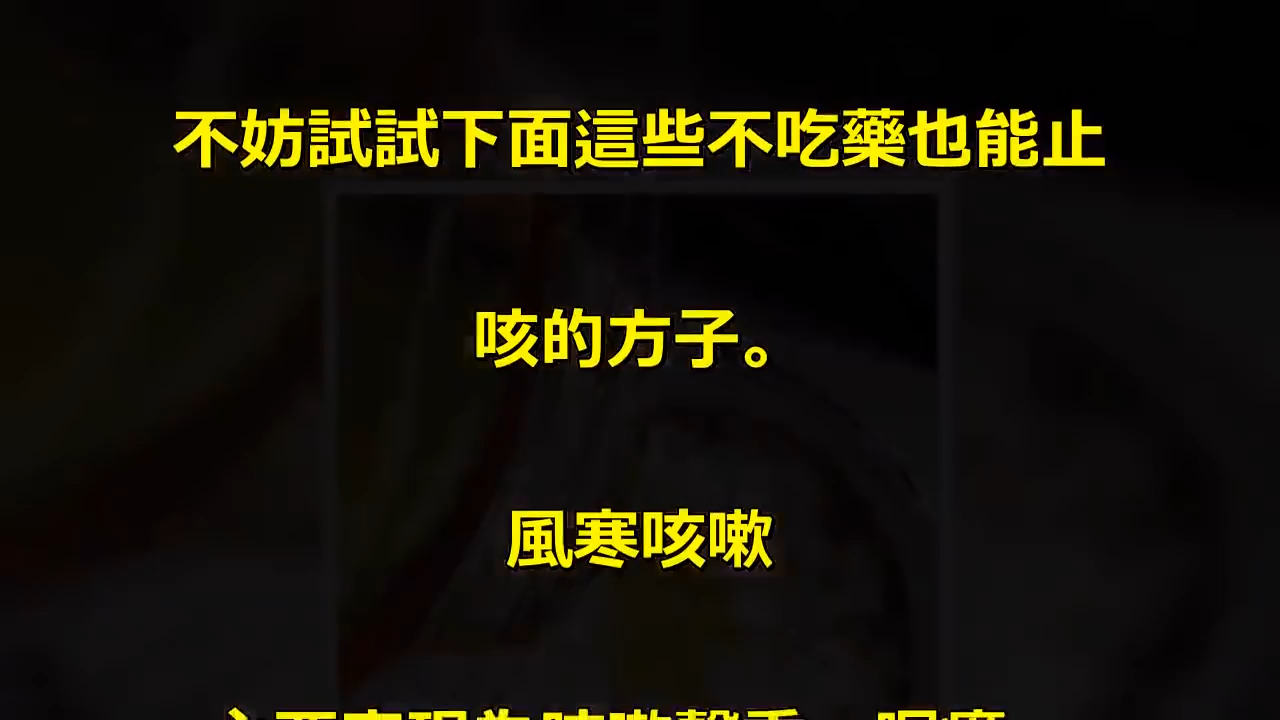 不妨試試下面這些不吃藥也能止
咳的方子。
風寒咳嗽